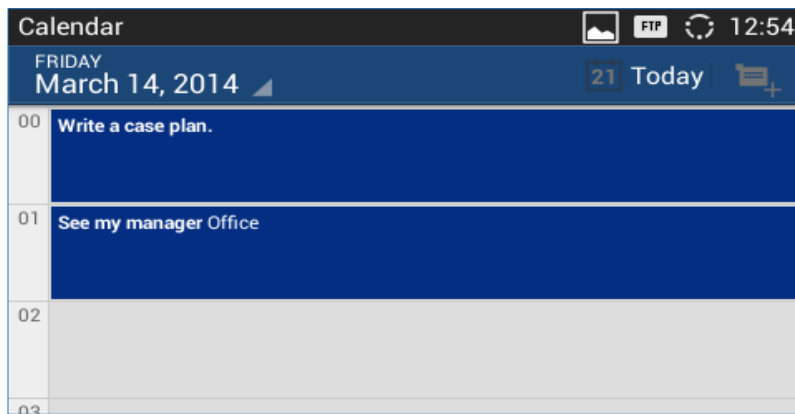 Calendar FTP 12:54
FRIDAY
March 14, 2014 21 Today
00 Write a case plan.
01 See my manager Office
02
03